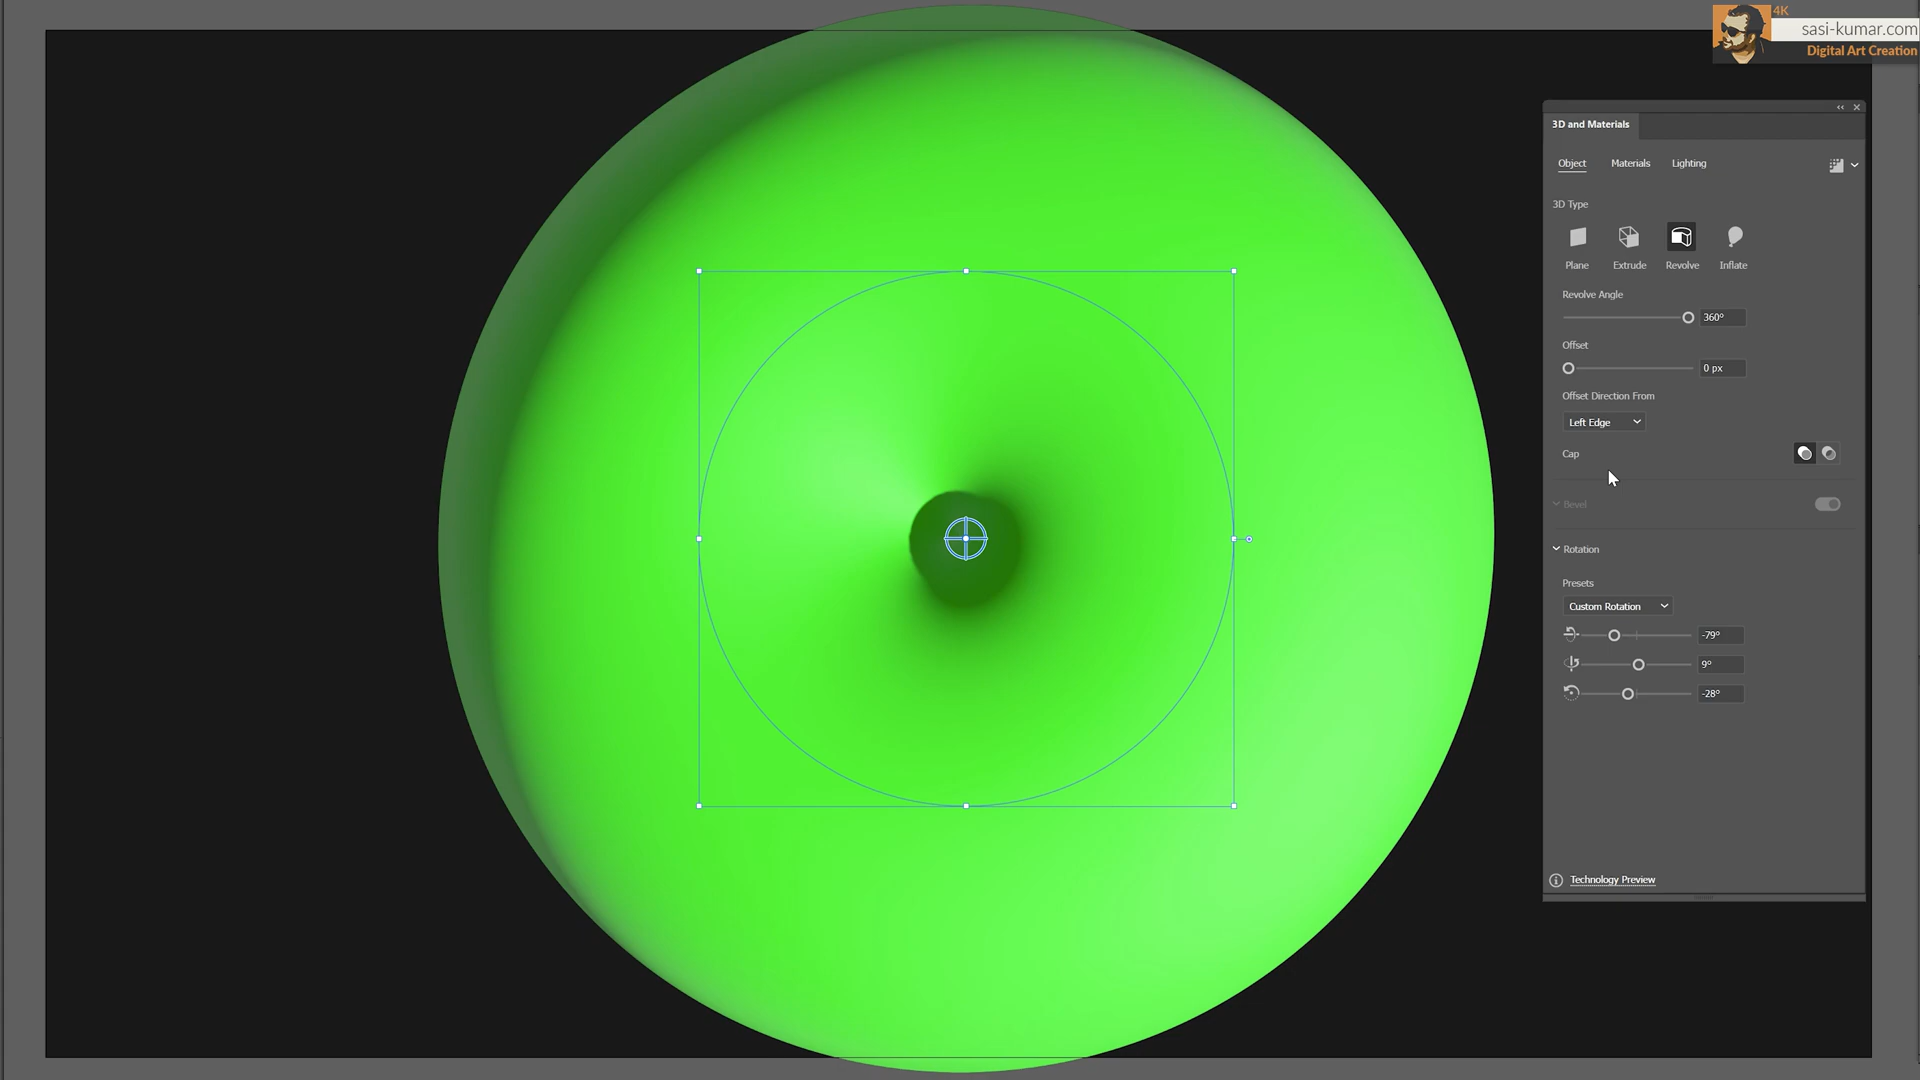 4K
sasi-kumar.com
Digital Art Creation
3D and Materials
Object Materials Lighting
3D Type
Plane Extrude Revolve Inflate
Revolve Angle
360°
Offset
0 px
Offset Direction From
Left Edge
Cap
Bevel
Rotation
Presets
Custom Rotation
-79°
9°
-28°
Technology Preview